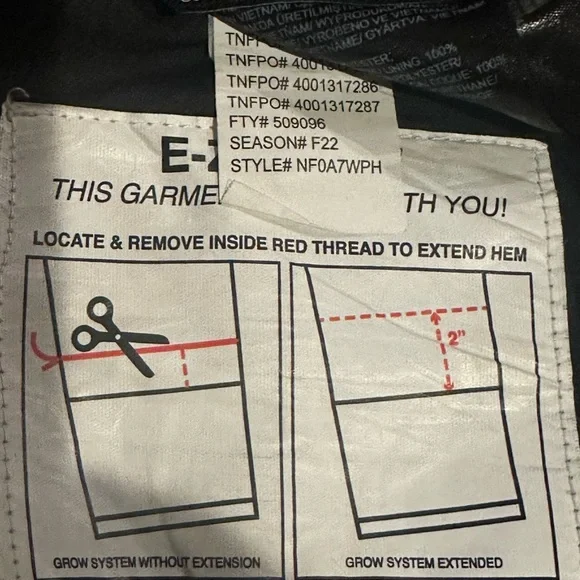 VIETNAM
TNFPO# 4001317286
TNFPO# 4001317287
FTY# 509096
SEASON# F22
STYLE# NF0A7WPH
THIS TH YOU!
LOCATE & REMOVE INSIDE RED THREAD TO EXTEND HEM
2"
GROW SYSTEM WITHOUT EXTENSION
GROW SYSTEM EXTENDED